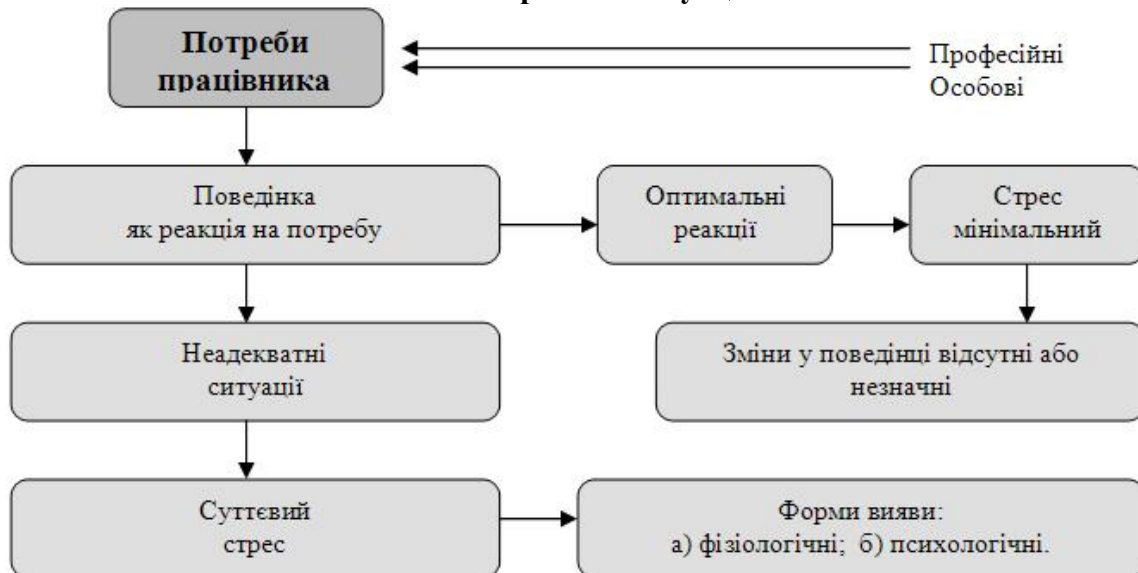 Потреби
працівника
Професійні
Особові
Поведінка
як реакція на потребу
Оптимальні
реакції
Стрес
мінімальний
Неадекватні
ситуації
Зміни у поведінці відсутні або
незначні
Суттєвий
стрес
Форми вияви:
а) фізіологічні; б) психологічні.